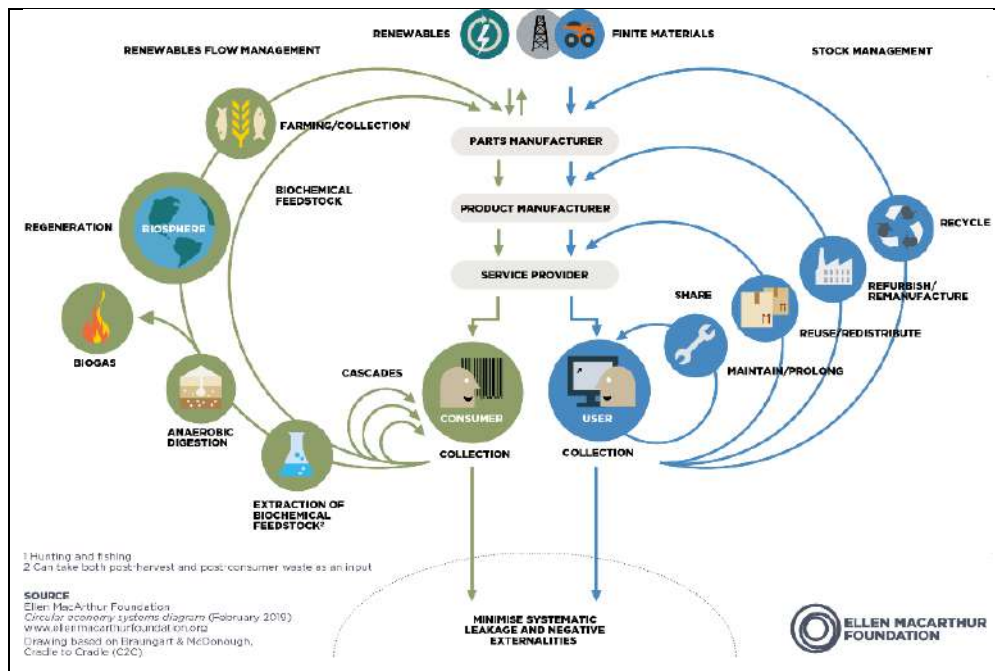 RENEWABLES
FINITE MATERIALS
RENEWABLES FLOW MANAGEMENT
STOCK MANAGEMENT
FARMING/COLLECTION¹
PARTS MANUFACTURER
BIOCHEMICAL
FEEDSTOCK
PRODUCT MANUFACTURER
REGENERATION
BIOSPHERE
RECYCLE
SERVICE PROVIDER
SHARE
REFURBISH/
REMANUFACTURE
REUSE/REDISTRIBUTE
BIOGAS
CASCADES
MAINTAIN/PROLONG
CONSUMER
USER
ANAEROBIC
DIGESTION
COLLECTION
COLLECTION
EXTRACTION OF
BIOCHEMICAL
FEEDSTOCK²
1 Hunting and fishing
2 Can take both post-harvest and post-consumer waste as an input
SOURCE
Ellen MacArthur Foundation
Circular economy systems diagram (February 2019)
www.ellenmacarthurfoundation.org
Drawing based on Braungart & McDonough,
Cradle to Cradle (C2C)
MINIMISE SYSTEMATIC
LEAKAGE AND NEGATIVE
EXTERNALITIES
ELLEN MACARTHUR
FOUNDATION